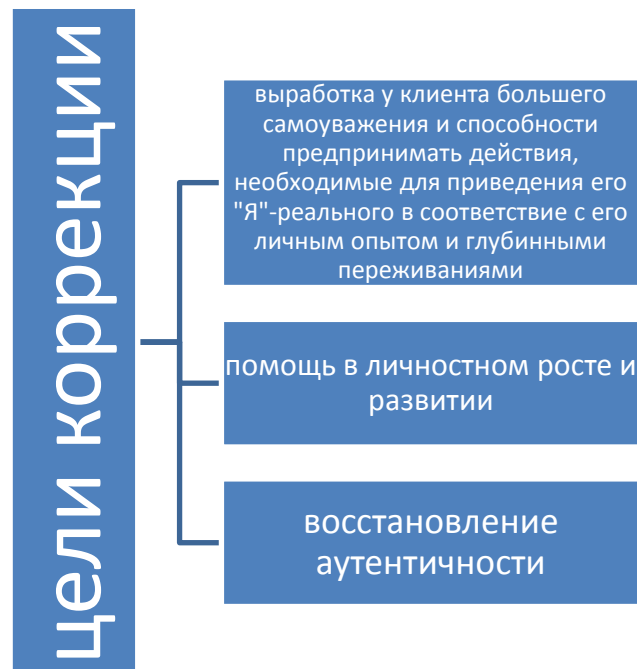 цели коррекции
выработка у клиента большего
самоуважения и способности
предпринимать действия,
необходимые для приведения его
"Я"-реального в соответствие с его
личным опытом и глубинными
переживаниями
помощь в личностном росте и
развитии
восстановление
аутентичности